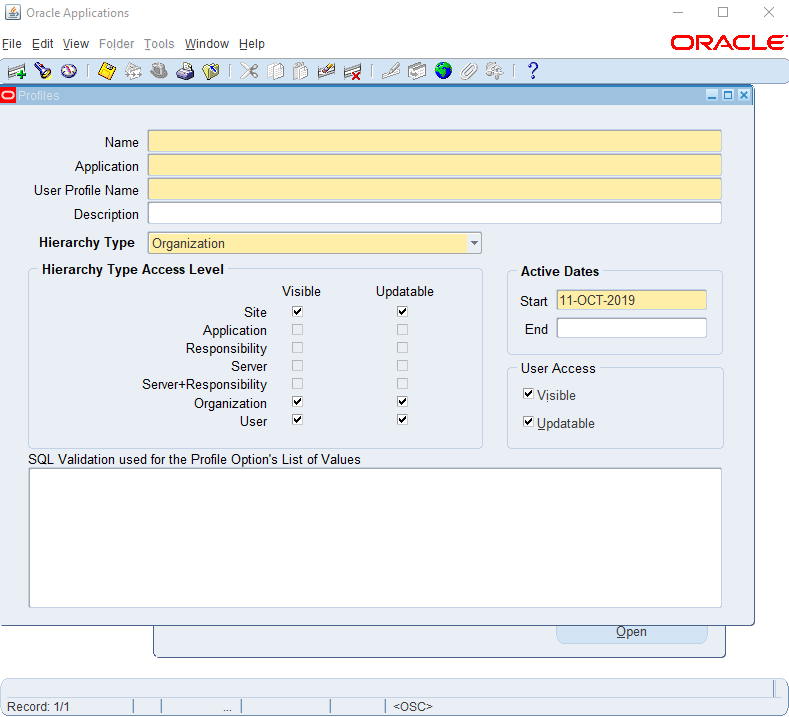 Oracle Applications
File Edit View Folder Tools Window Help
ORACLE
Profiles
Name
Application
User Profile Name
Description
Hierarchy Type Organization
Hierarchy Type Access Level
Visible Updatable
Site
Application
Responsibility
Server
Server+Responsibility
Organization
User
Active Dates
Start 11-OCT-2019
End
User Access
Visible
Updatable
SQL Validation used for the Profile Option's List of Values
Open
Record: 1/1 ... <OSC>